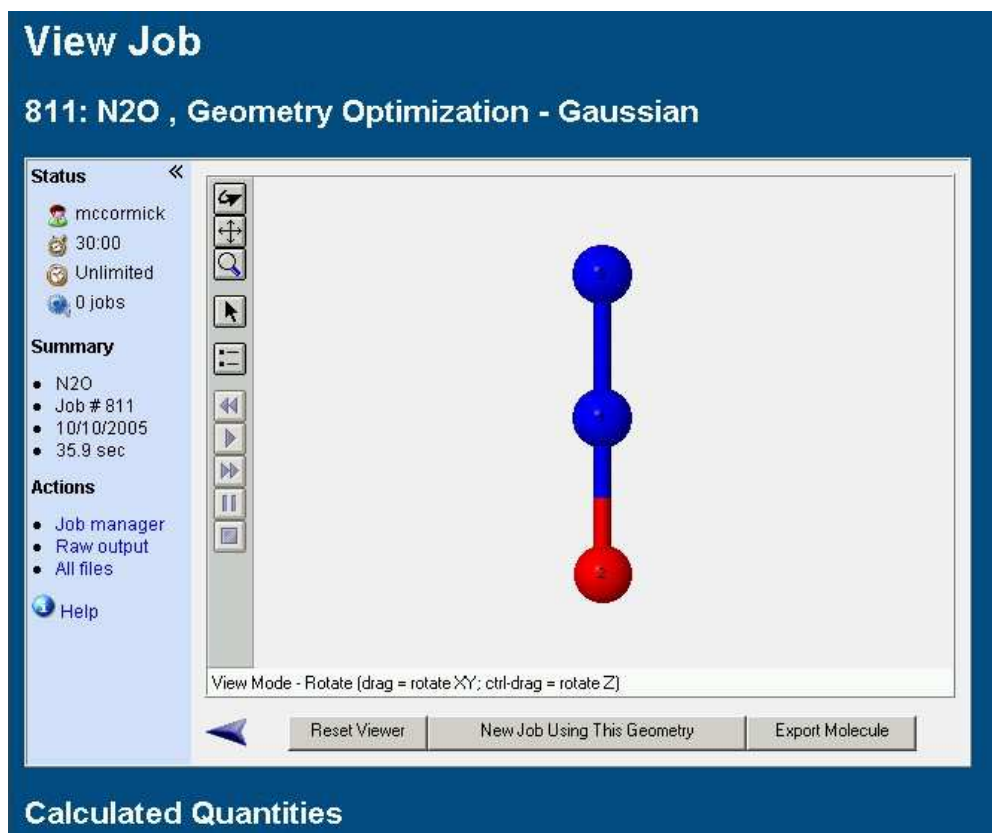 View Job
811: N2O , Geometry Optimization - Gaussian
Status «
mccormick
30:00
Unlimited
0 jobs
Summary
• N2O
• Job # 811
• 10/10/2005
• 35.9 sec
Actions
• Job manager
• Raw output
• All files
Help
2
View Mode - Rotate (drag = rotate XY; ctrl-drag = rotate Z)
Reset Viewer
New Job Using This Geometry
Export Molecule
Calculated Quantities